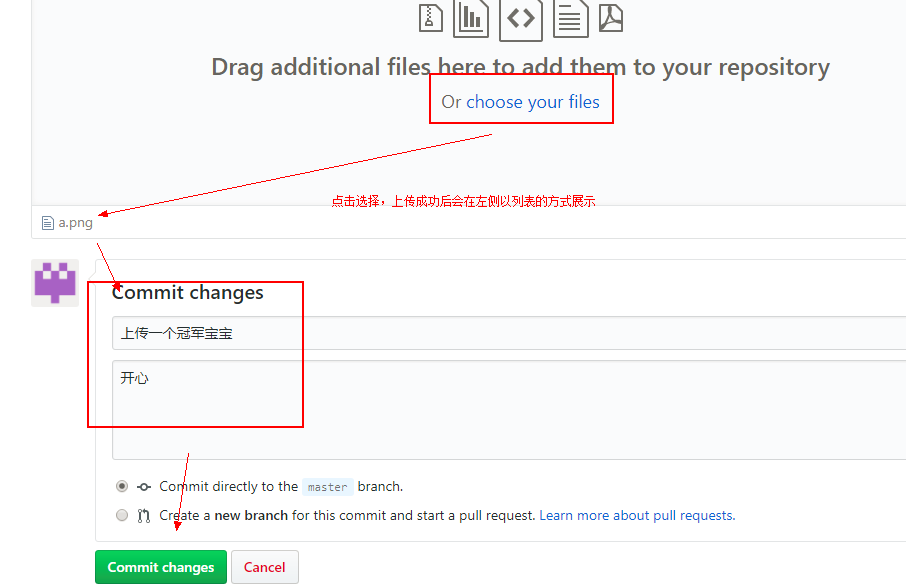 Drag additional files here to add them to your repository
Or choose your files
点击选择，上传成功后会在左侧以列表的方式展示
a.png
Commit changes
上传一个冠军宝宝
开心
Commit directly to the master branch.
Create a new branch for this commit and start a pull request. Learn more about pull requests.
Commit changes Cancel